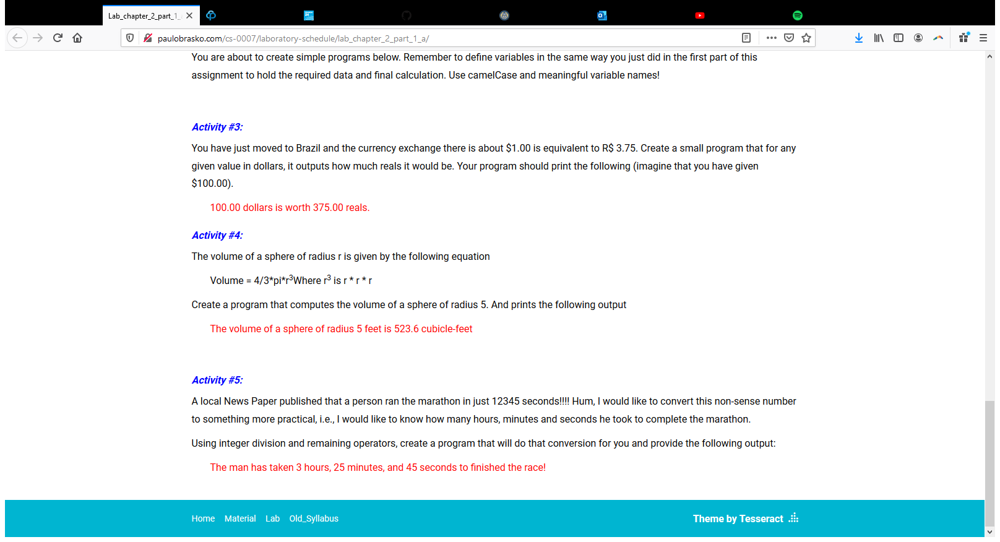 Lab_chapter_2_part_1_
paulobrasko.com/cs-0007/laboratory-schedule/lab_chapter_2_part_1_a/
You are about to create simple programs below. Remember to define variables in the same way you just did in the first part of this
assignment to hold the required data and final calculation. Use camelCase and meaningful variable names!
Activity #3:
You have just moved to Brazil and the currency exchange there is about $1.00 is equivalent to R$ 3.75. Create a small program that for any
given value in dollars, it outputs how much reals it would be. Your program should print the following (imagine that you have given
$100.00).
100.00 dollars is worth 375.00 reals.
Activity #4:
The volume of a sphere of radius r is given by the following equation
Volume = 4/3*pi*r³Where r³ is r * r * r
Create a program that computes the volume of a sphere of radius 5. And prints the following output
The volume of a sphere of radius 5 feet is 523.6 cubicle-feet
Activity #5:
A local News Paper published that a person ran the marathon in just 12345 seconds!!!! Hum, I would like to convert this non-sense number
to something more practical, i.e., I would like to know how many hours, minutes and seconds he took to complete the marathon.
Using integer division and remaining operators, create a program that will do that conversion for you and provide the following output:
The man has taken 3 hours, 25 minutes, and 45 seconds to finished the race!
Home Material Lab Old_Syllabus
Theme by Tesseract